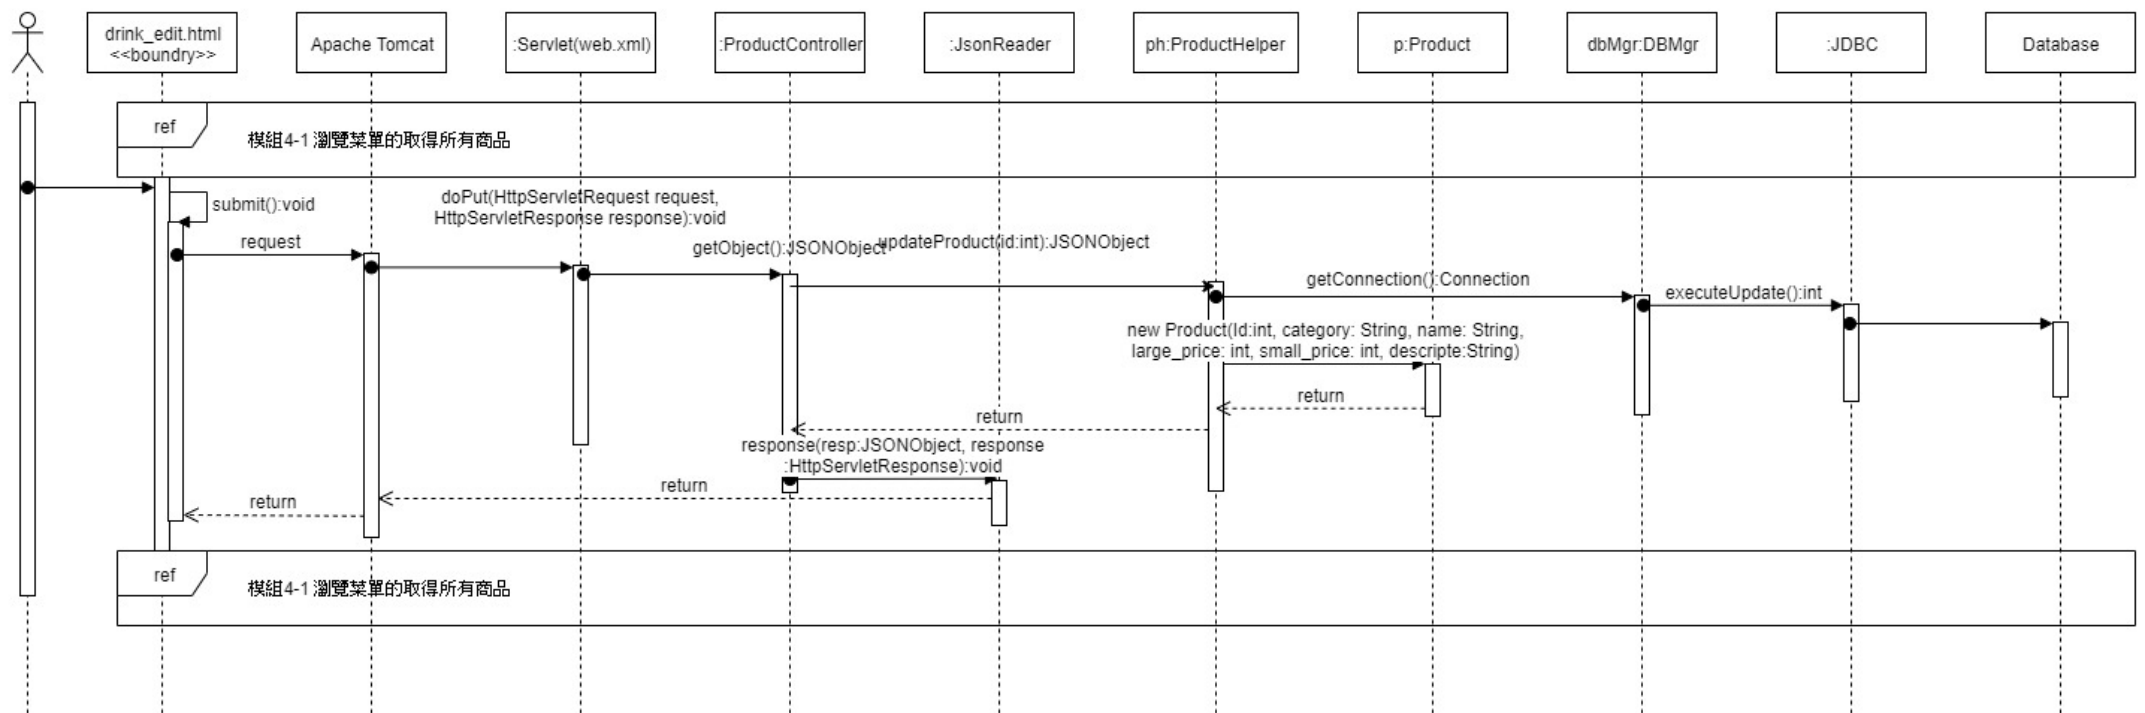 drink_edit.html
<<boundry>>
Apache Tomcat
:Servlet(web.xml)
:ProductController
:JsonReader
ph:ProductHelper
p:Product
dbMgr:DBMgr
:JDBC
Database
ref
模組4-1 瀏覽菜單的取得所有商品
submit():void
doPut(HttpServletRequest request,
HttpServletResponse response):void
request
getObject():JSONObject
updateProduct(id:int):JSONObject
getConnection():Connection
executeUpdate():int
new Product(Id:int, category: String, name: String,
large_price: int, small_price: int, descripte:String)
return
return
response(resp:JSONObject, response
:HttpServletResponse):void
return
return
ref
模組4-1 瀏覽菜單的取得所有商品